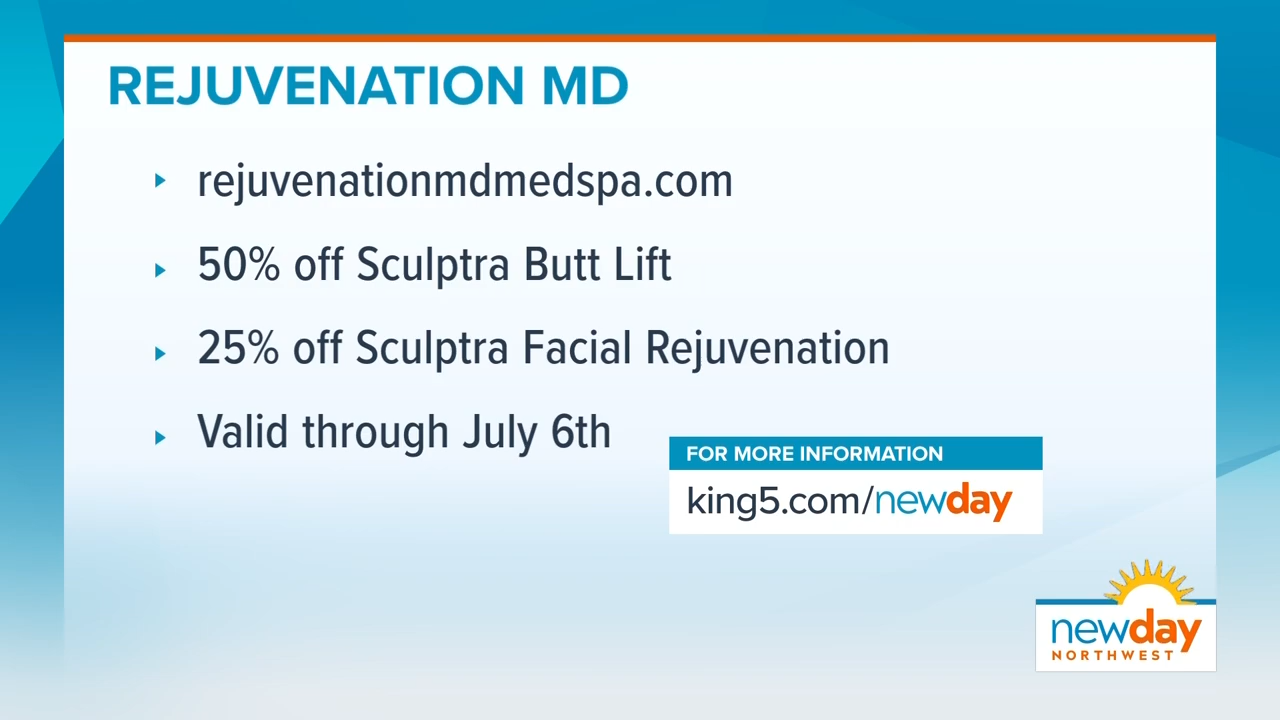 REJUVENATION MD
rejuvenationmdmedspa.com
50% off Sculptra Butt Lift
25% off Sculptra Facial Rejuvenation
Valid through July 6th
FOR MORE INFORMATION
king5.com/newday
newday
NORTHWEST